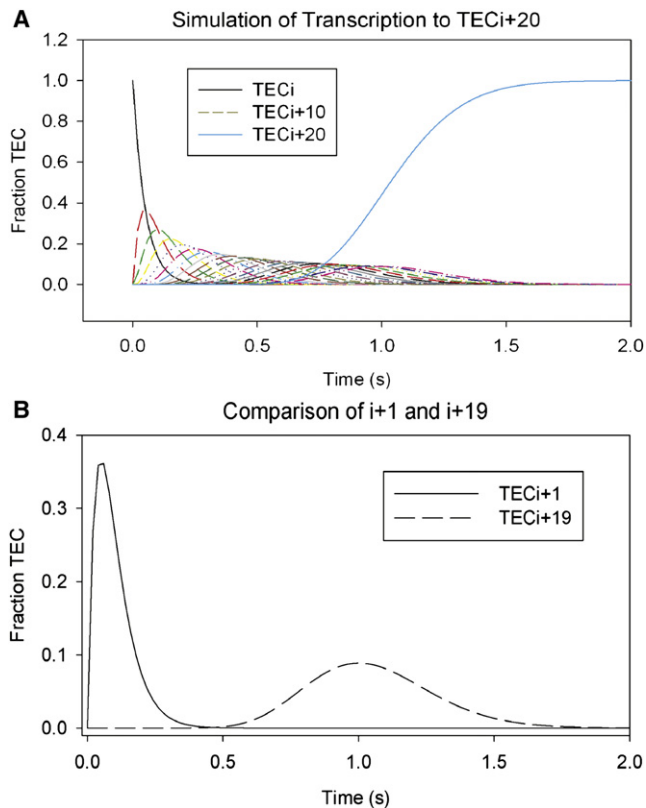 A
Simulation of Transcription to TECi+20
Fraction TEC
1.2
1.0
0.8
0.6
0.4
0.2
0.0
TECi
TECi+10
TECi+20
0.0 0.5 1.0 1.5 2.0
Time (s)
B
Comparison of i+1 and i+19
Fraction TEC
0.4
0.3
0.2
0.1
0.0
TECi+1
TECi+19
0.0 0.5 1.0 1.5 2.0
Time (s)